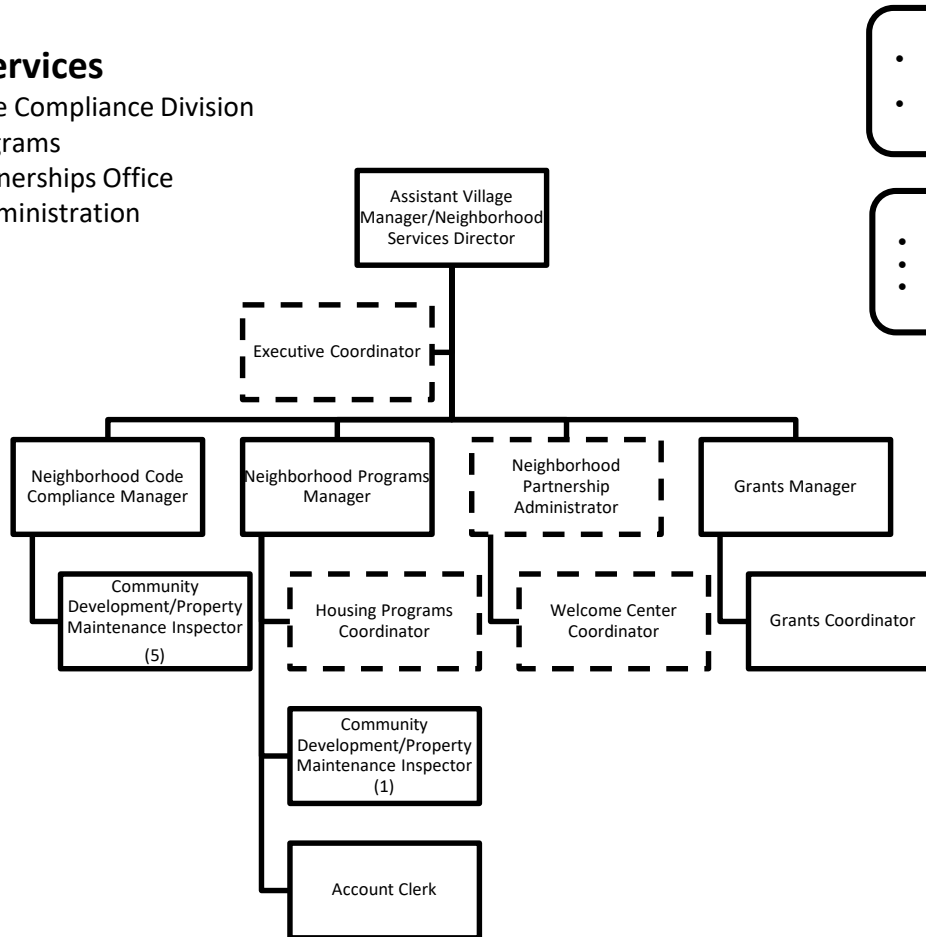 ervices
e Compliance Division
grams
nerships Office
ministration
Assistant Village
Manager/Neighborhood
Services Director
Executive Coordinator
Neighborhood Code
Compliance Manager
Neighborhood Programs
Manager
Neighborhood
Partnership
Administrator
Grants Manager
Community
Development/Property
Maintenance Inspector
(5)
Housing Programs
Coordinator
Welcome Center
Coordinator
Grants Coordinator
Community
Development/Property
Maintenance Inspector
(1)
Account Clerk